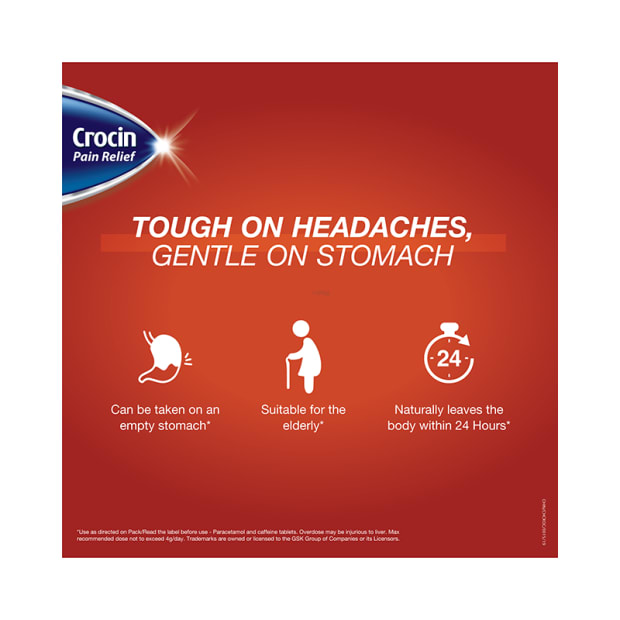 Crocin
Pain Relief
TOUGH ON HEADACHES,
GENTLE ON STOMACH
24
Can be taken on an
empty stomach*
Suitable for the
elderly*
Naturally leaves the
body within 24 Hours*
*Use as directed on Pack/Read the label before use - Paracetamol and caffeine tablets. Overdose may be injurious to liver. Max
recommended dose not to exceed 4g/day. Trademarks are owned or licensed to the GSK Group of Companies or its Licensors.